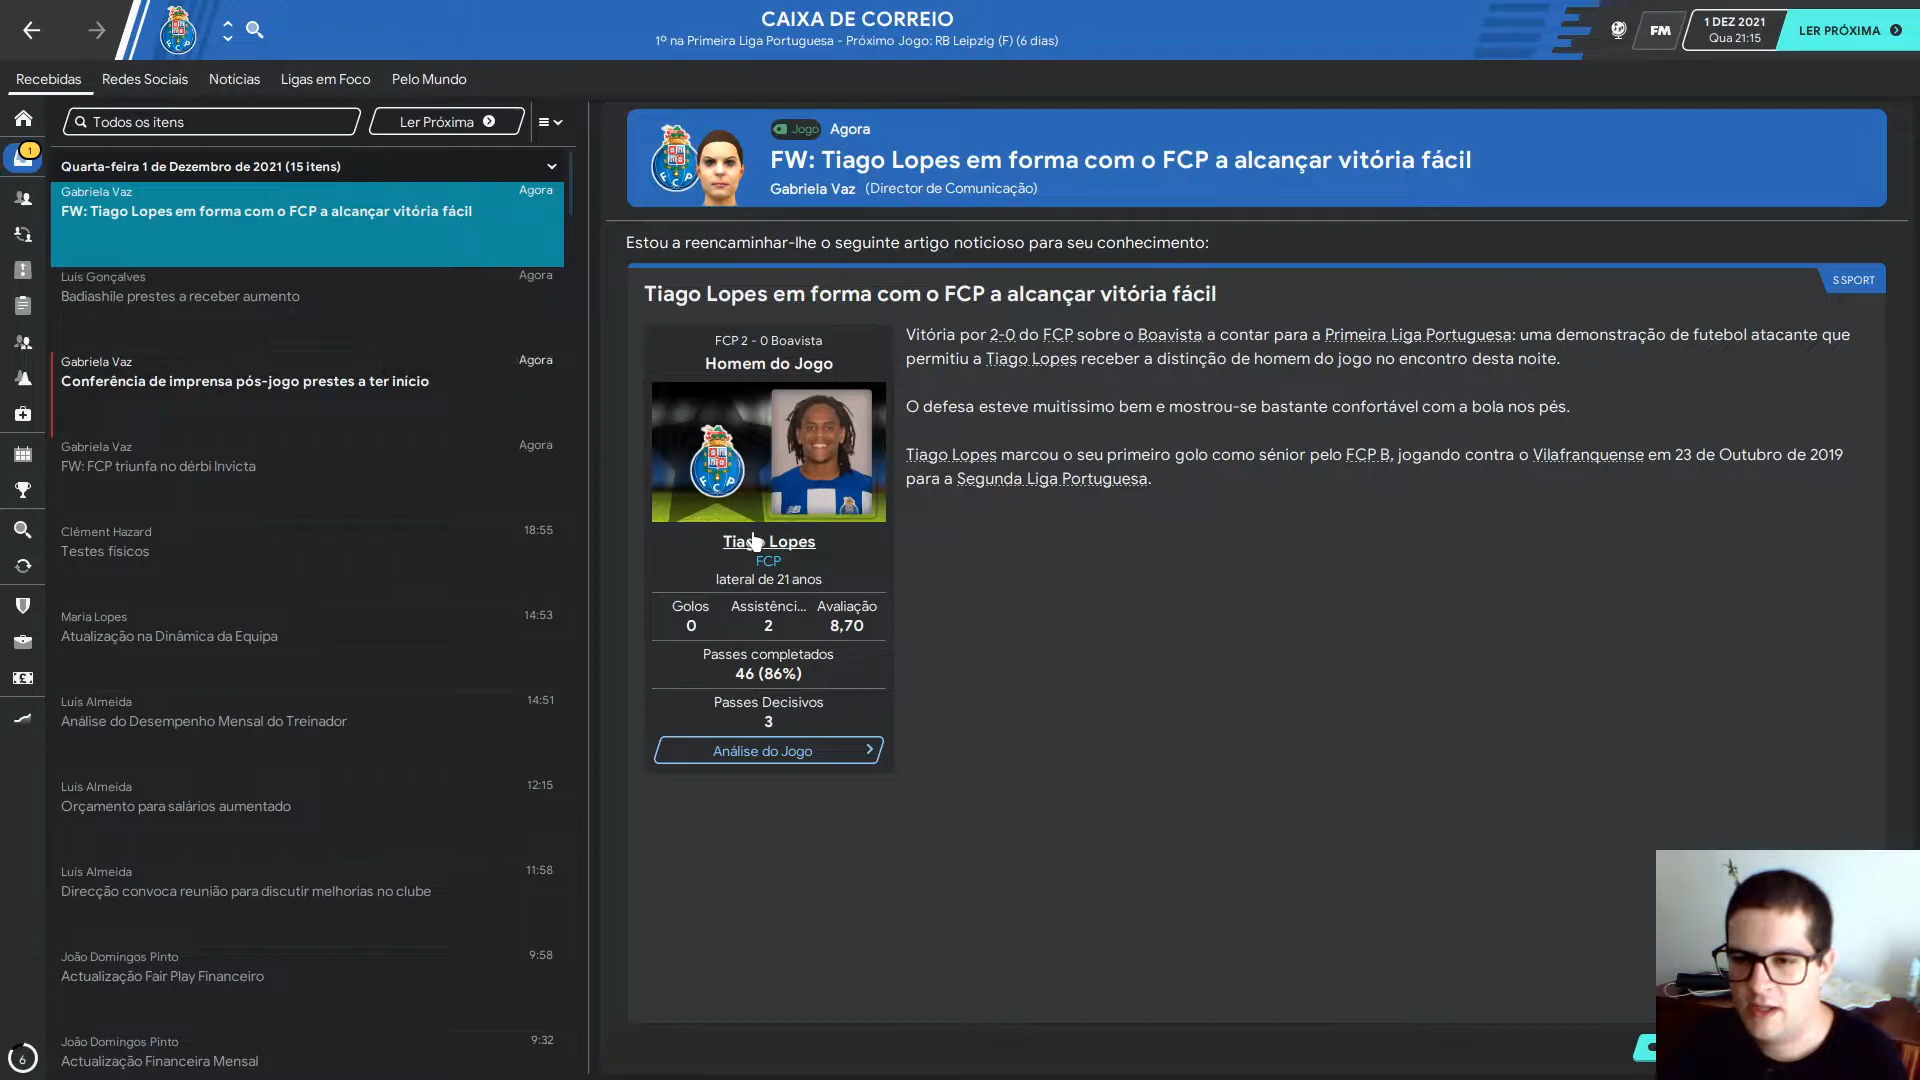 CAIXA DE CORREIO
1º na Primeira Liga Portuguesa - Próximo Jogo: RB Leipzig (F) (6 dias)
FM
1 DEZ 2021
Qua 21:15
LER PRÓXIMA
Recebidas
Redes Sociais
Notícias
Ligas em Foco
Pelo Mundo
Todos os itens
Ler Próxima
1
Quarta-feira 1 de Dezembro de 2021 (15 itens)
Gabriela Vaz
Agora
FW: Tiago Lopes em forma com o FCP a alcançar vitória fácil
Luís Gonçalves
Agora
Badiashile prestes a receber aumento
Gabriela Vaz
Agora
Conferência de imprensa pós-jogo prestes a ter início
Gabriela Vaz
Agora
FW: FCP triunfa no dérbi Invicta
Clément Hazard
18:55
Testes físicos
Maria Lopes
14:53
Atualização na Dinâmica da Equipa
Luís Almeida
14:51
Análise do Desempenho Mensal do Treinador
Luís Almeida
12:15
Orçamento para salários aumentado
Luís Almeida
11:58
Direcção convoca reunião para discutir melhorias no clube
João Domingos Pinto
9:58
Actualização Fair Play Financeiro
João Domingos Pinto
9:32
Actualização Financeira Mensal
6
Jogo
Agora
FW: Tiago Lopes em forma com o FCP a alcançar vitória fácil
Gabriela Vaz (Director de Comunicação)
Estou a reencaminhar-lhe o seguinte artigo noticioso para seu conhecimento:
S SPORT
Tiago Lopes em forma com o FCP a alcançar vitória fácil
FCP 2 - 0 Boavista
Homem do Jogo
Tiago Lopes
FCP
lateral de 21 anos
Golos
Assistênci...
Avaliação
0
2
8,70
Passes completados
46 (86%)
Passes Decisivos
3
Análise do Jogo
Vitória por 2-0 do FCP sobre o Boavista a contar para a Primeira Liga Portuguesa: uma demonstração de futebol atacante que
permitiu a Tiago Lopes receber a distinção de homem do jogo no encontro desta noite.
O defesa esteve muitíssimo bem e mostrou-se bastante confortável com a bola nos pés.
Tiago Lopes marcou o seu primeiro golo como sénior pelo FCP B, jogando contra o Vilafranquense em 23 de Outubro de 2019
para a Segunda Liga Portuguesa.